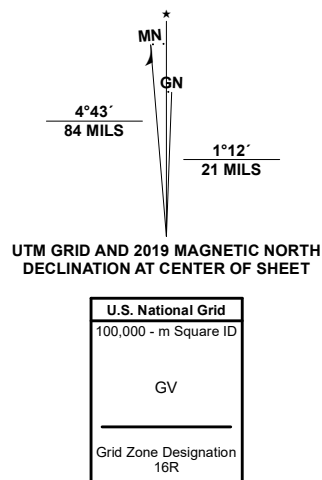 ★
MN
GN
4°43´
84 MILS
1°12´
21 MILS
UTM GRID AND 2019 MAGNETIC NORTH
DECLINATION AT CENTER OF SHEET
U.S. National Grid
100,000 - m Square ID
GV
Grid Zone Designation
16R